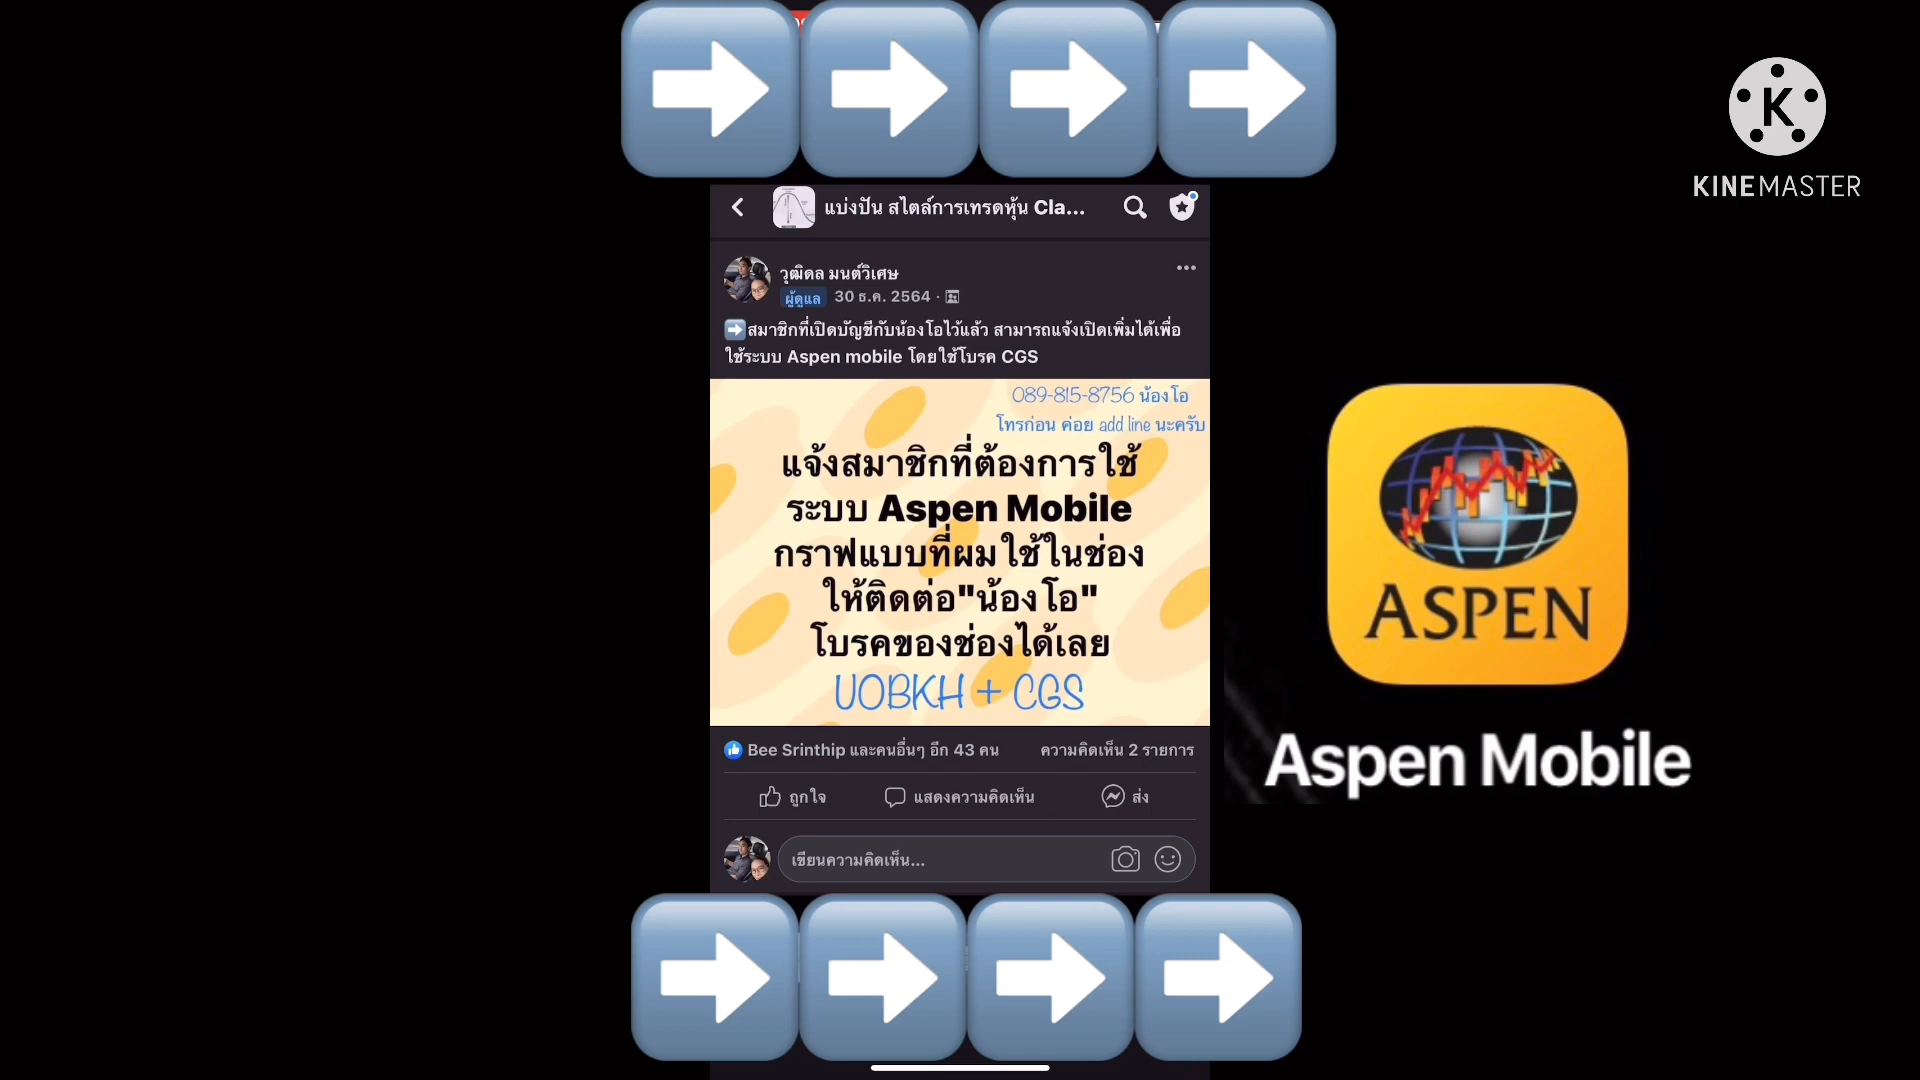 KINEMASTER
แบ่งปัน สไตล์การเทรดหุ้น Cla...
วุฒิดล มนต์วิเศษ
ผู้ดูแล 30 ธ.ค. 2564 ·
➡️สมาชิกที่เปิดบัญชีกับน้องโอไว้แล้ว สามารถแจ้งเปิดเพิ่มได้เพื่อ
ใช้ระบบ Aspen mobile โดยใช้โบรค CGS
089-815-8756 น้องโอ
โทรก่อน ค่อย add line นะครับ
แจ้งสมาชิกที่ต้องการใช้
ระบบ Aspen Mobile
กราฟแบบที่ผมใช้ในช่อง
ให้ติดต่อ"น้องโอ"
โบรคของช่องได้เลย
UOBKH + CGS
Bee Srinthip และคนอื่นๆ อีก 43 คน ความคิดเห็น 2 รายการ
ถูกใจ แสดงความคิดเห็น ส่ง
เขียนความคิดเห็น...
ASPEN
Aspen Mobile